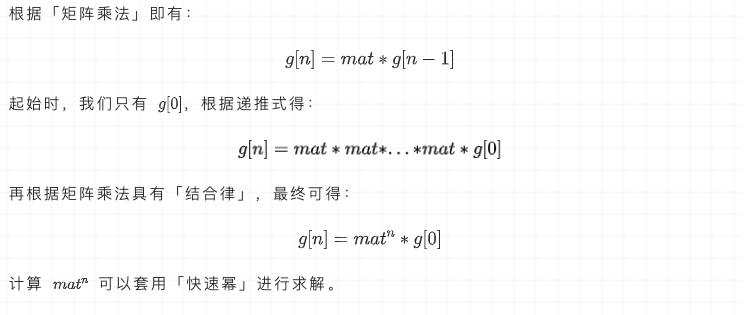 根据「矩阵乘法」即有：
g[n] = mat ∗ g[n − 1]
起始时，我们只有 g[0]，根据递推式得：
g[n] = mat ∗ mat∗. . . ∗mat ∗ g[0]
再根据矩阵乘法具有「结合律」，最终可得：
g[n] = matⁿ ∗ g[0]
计算 matⁿ 可以套用「快速幂」进行求解。